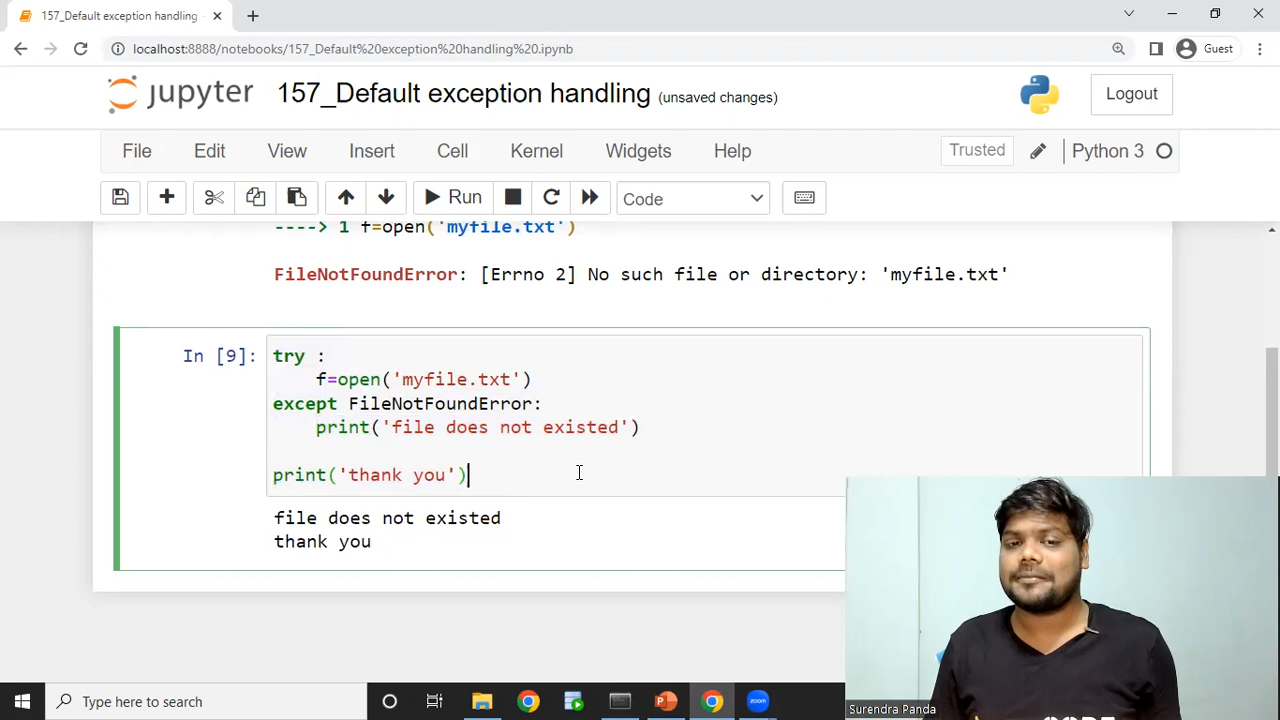 157_Default exception handling
localhost:8888/notebooks/157_Default%20exception%20handling%20.ipynb
Guest
jupyter 157_Default exception handling (unsaved changes)
Logout
File Edit View Insert Cell Kernel Widgets Help Trusted Python 3
Run Code
----> 1 f=open('myfile.txt')
FileNotFoundError: [Errno 2] No such file or directory: 'myfile.txt'
In [9]: try :
f=open('myfile.txt')
except FileNotFoundError:
print('file does not existed')
print('thank you')
file does not existed
thank you
Surendra Panda
Type here to search